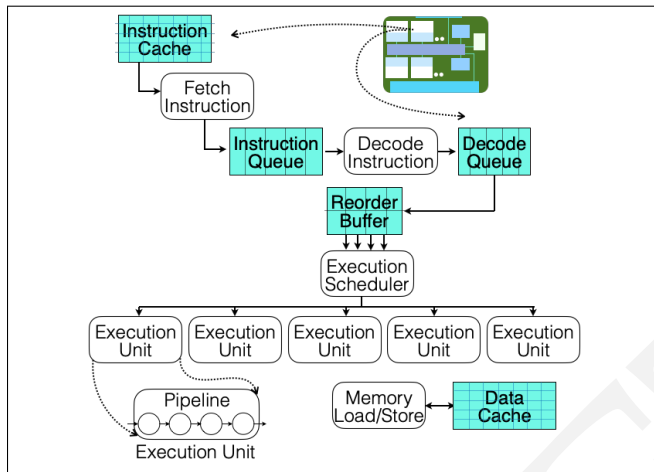 Instruction
Cache
Fetch
Instruction
Instruction
Queue
Decode
Instruction
Decode
Queue
Reorder
Buffer
Execution
Scheduler
Execution
Unit
Execution
Unit
Execution
Unit
Execution
Unit
Execution
Unit
Pipeline
Execution Unit
Memory
Load/Store
Data
Cache